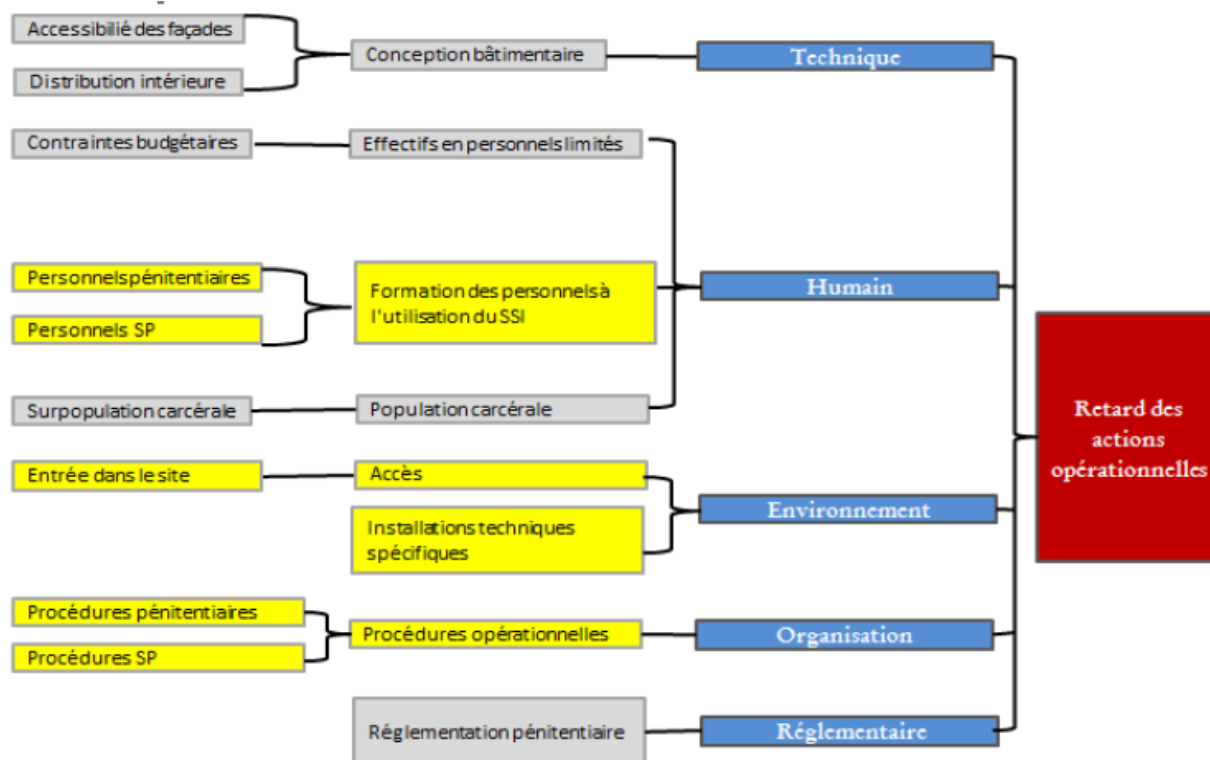 Accessibilié des façades
Distribution intérieure
Conception bâtimentaire
Technique
Contraintes budgétaires
Effectifs en personnels limités
Personnels pénitentiaires
Personnels SP
Formation des personnels à
l'utilisation du SSI
Humain
Surpopulation carcérale
Population carcérale
Entrée dans le site
Accès
Installations techniques
spécifiques
Environnement
Procédures pénitentiaires
Procédures SP
Procédures opérationnelles
Organisation
Réglementation pénitentiaire
Réglementaire
Retard des
actions
opérationnelles